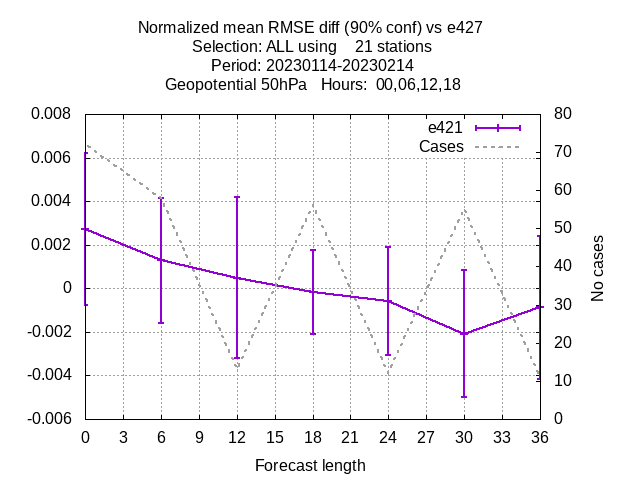 Normalized mean RMSE diff (90% conf) vs e427
Selection: ALL using    21 stations
Period: 20230114-20230214
Geopotential 50hPa   Hours:  00,06,12,18
e421
Cases
0.008
0.006
0.004
0.002
0
-0.002
-0.004
-0.006
80
70
60
50
40
30
20
10
0
No cases
0 3 6 9 12 15 18 21 24 27 30 33 36
Forecast length